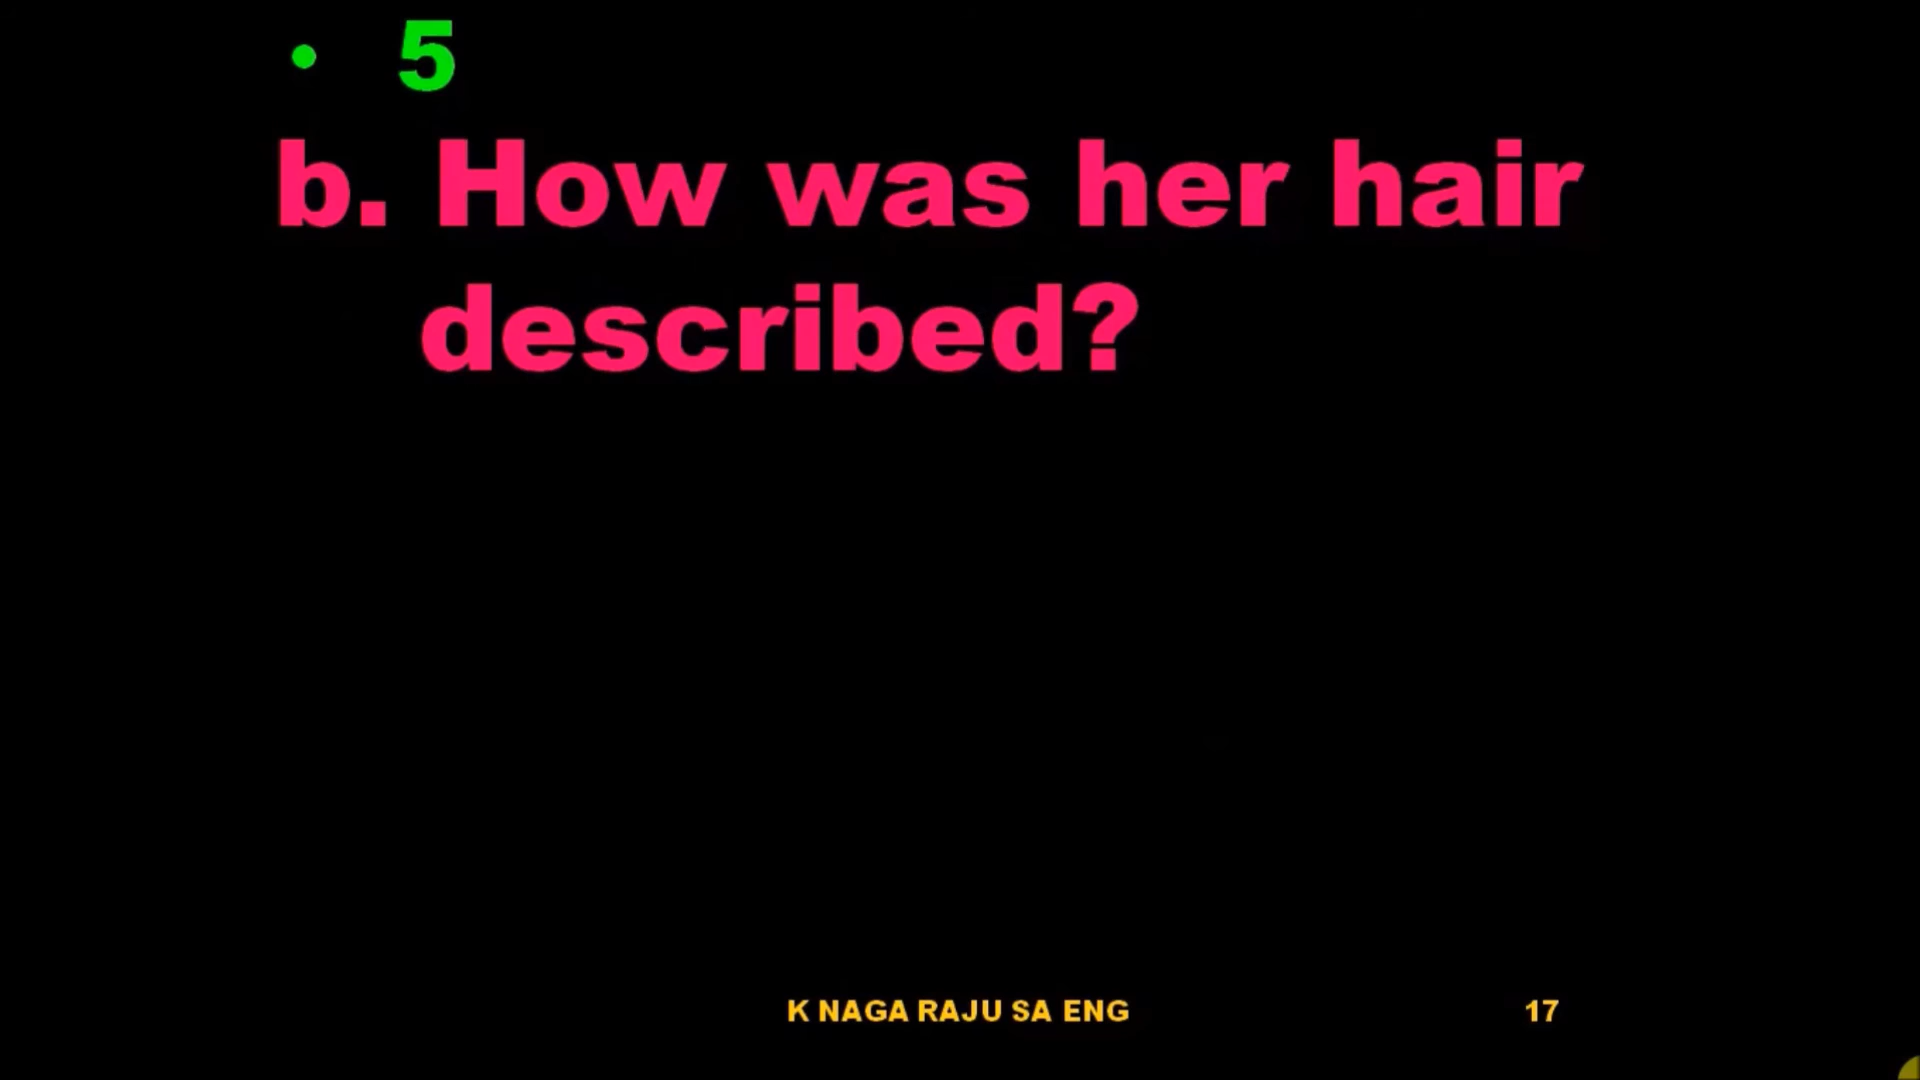 • 5
b. How was her hair
described?
K NAGA RAJU SA ENG
17